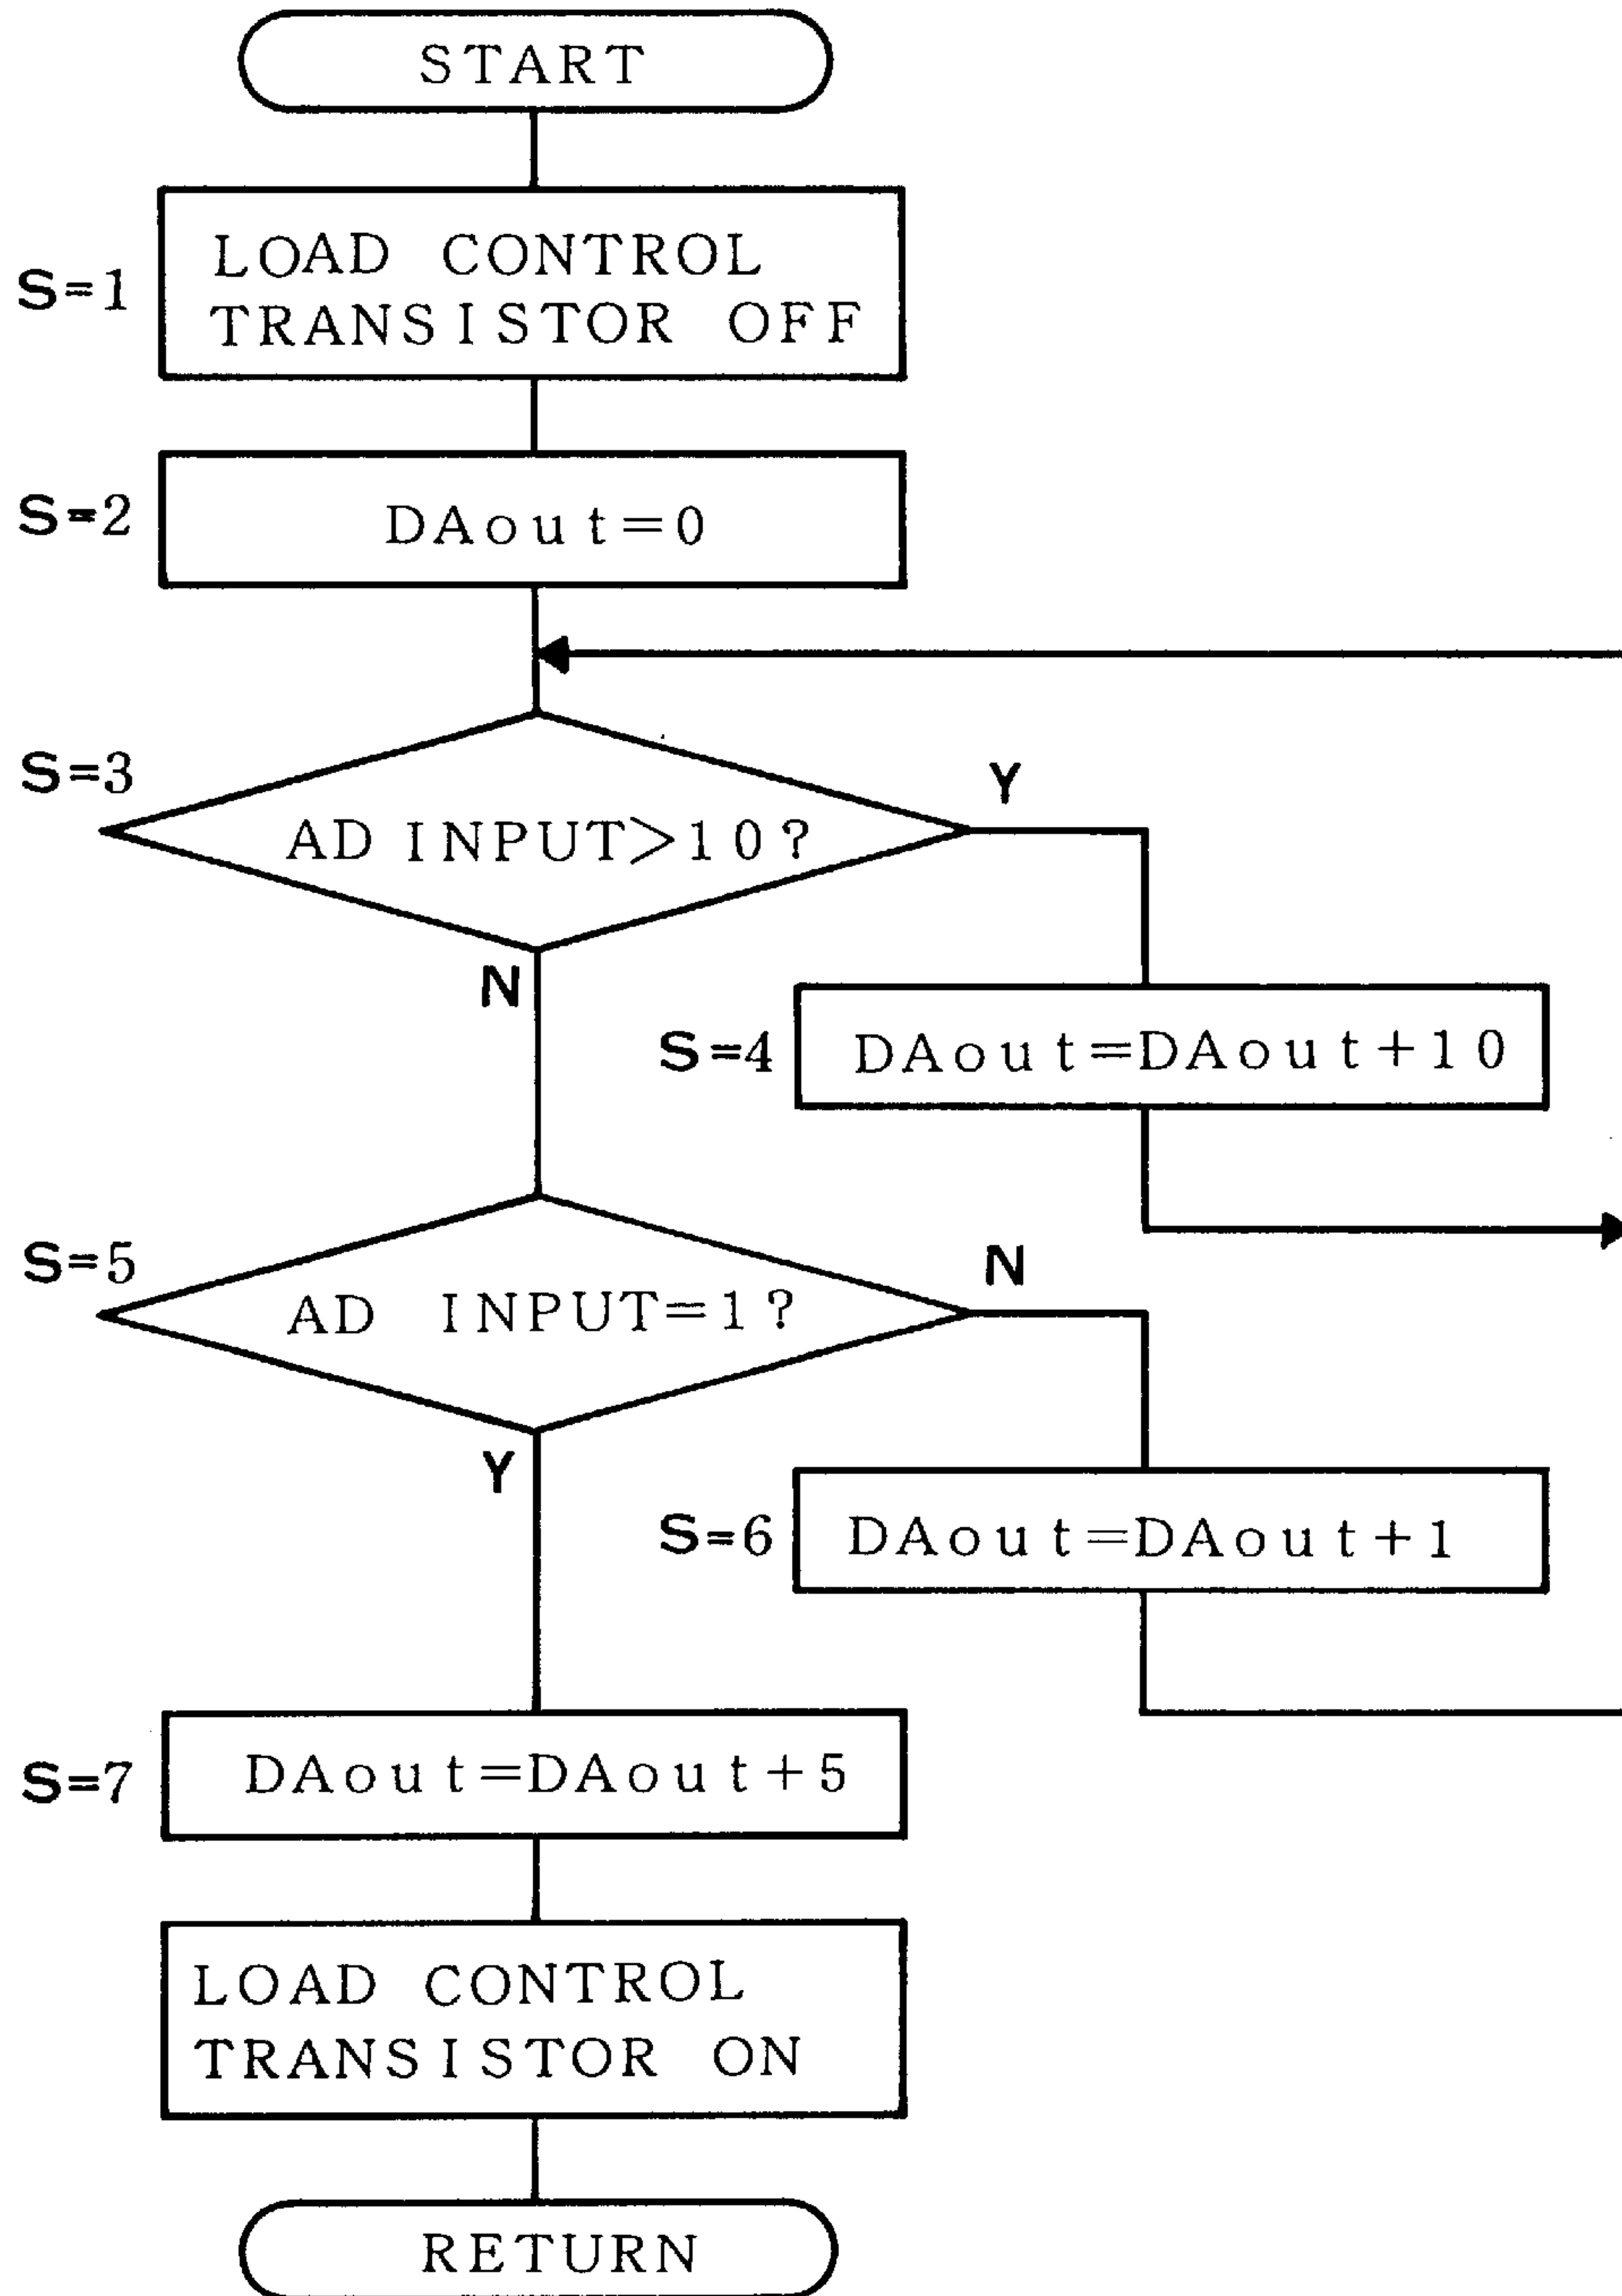 START
S=1
LOAD CONTROL
TRANSISTOR OFF
S=2
DAout=0
S=3
AD INPUT>10?
Y
N
S=4
DAout=DAout+10
S=5
AD INPUT=1?
N
Y
S=6
DAout=DAout+1
S=7
DAout=DAout+5
LOAD CONTROL
TRANSISTOR ON
RETURN